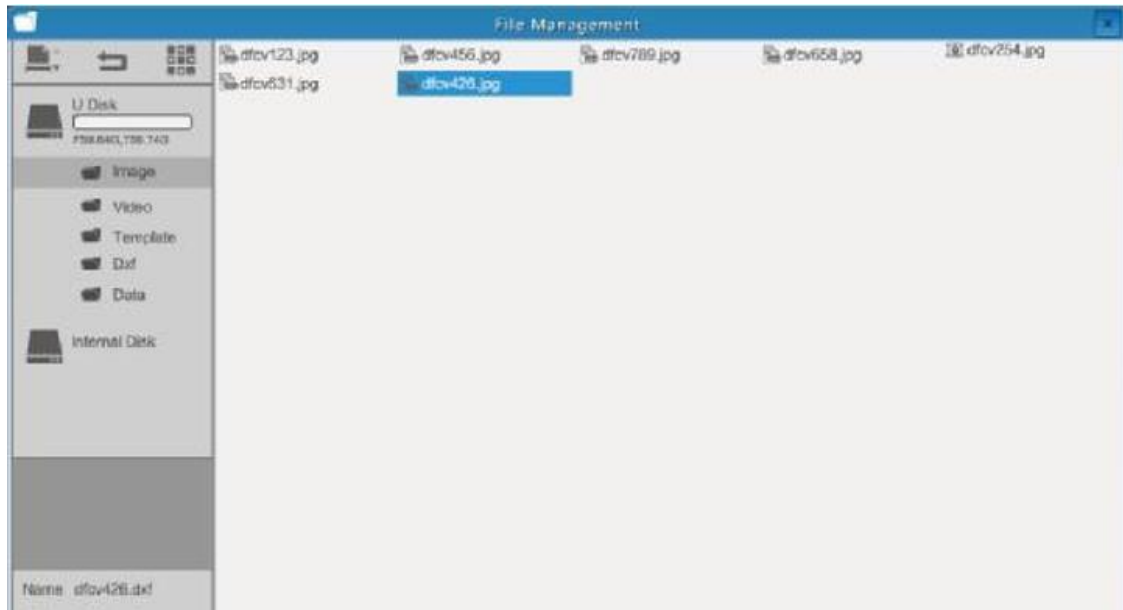 File Management
dfcv123.jpg dfcv456.jpg dfcv789.jpg dfcv658.jpg dfcv254.jpg
dfcv531.jpg dfcv426.jpg
U Disk
Image
Video
Template
Dxf
Data
Internal Disk
Name dfcv426.dxf